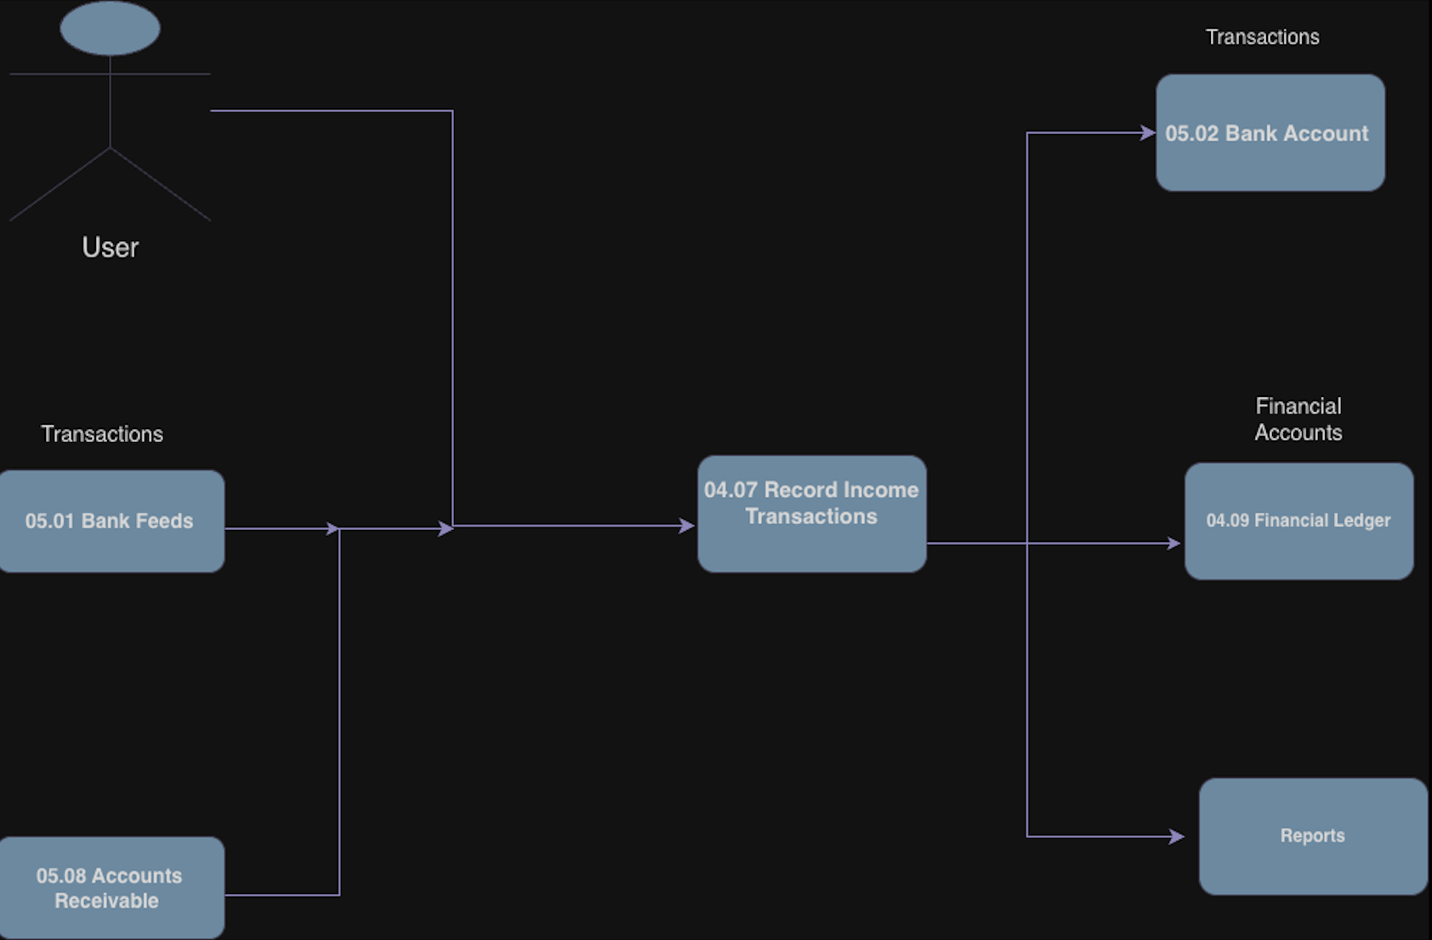 User
Transactions
05.01 Bank Feeds
05.08 Accounts
Receivable
04.07 Record Income
Transactions
Transactions
05.02 Bank Account
Financial
Accounts
04.09 Financial Ledger
Reports